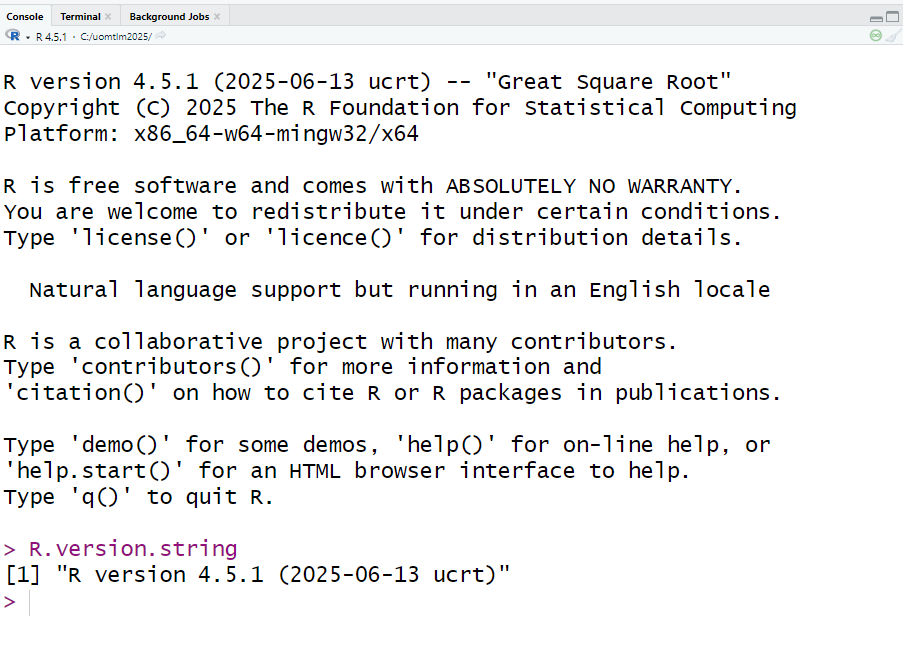 Console Terminal Background Jobs
R R 4.5.1 · C:/uomtlm2025/
R version 4.5.1 (2025-06-13 ucrt) -- "Great Square Root"
Copyright (C) 2025 The R Foundation for Statistical Computing
Platform: x86_64-w64-mingw32/x64
R is free software and comes with ABSOLUTELY NO WARRANTY.
You are welcome to redistribute it under certain conditions.
Type 'license()' or 'licence()' for distribution details.
Natural language support but running in an English locale
R is a collaborative project with many contributors.
Type 'contributors()' for more information and
'citation()' on how to cite R or R packages in publications.
Type 'demo()' for some demos, 'help()' for on-line help, or
'help.start()' for an HTML browser interface to help.
Type 'q()' to quit R.
> R.version.string
[1] "R version 4.5.1 (2025-06-13 ucrt)"
>